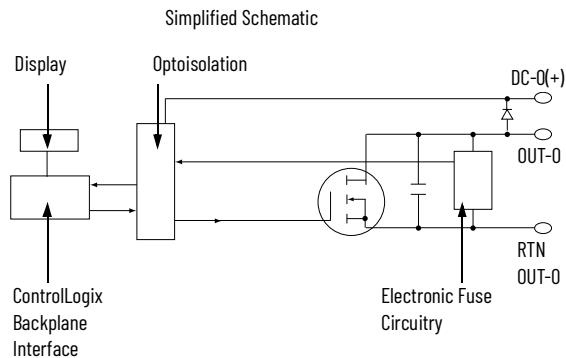 Simplified Schematic
Display
Optoisolation
DC-0(+)
OUT-0
RTN
OUT-0
ControlLogix
Backplane
Interface
Electronic Fuse
Circuitry